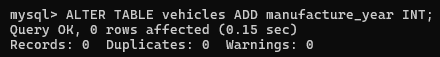 mysql> ALTER TABLE vehicles ADD manufacture_year INT;
Query OK, 0 rows affected (0.15 sec)
Records: 0  Duplicates: 0  Warnings: 0